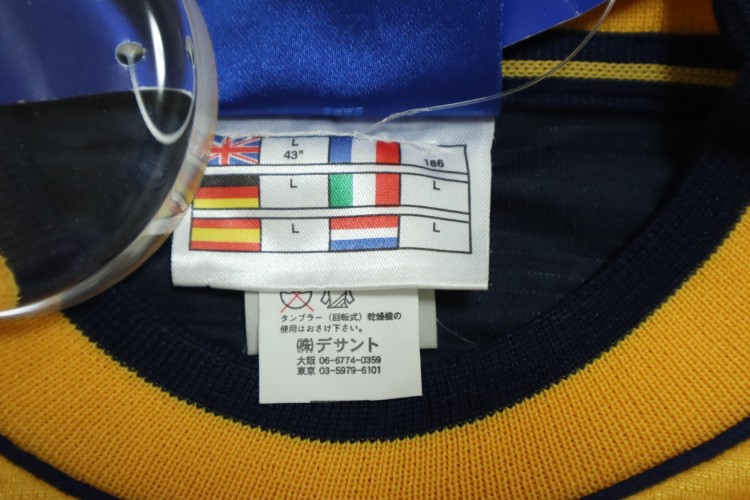 L
43"
186
L
L
L
L
タンブラー（回転式）乾燥機の
使用はおさけ下さい。
㈱デサント
大阪 06-6774-0359
東京 03-5979-6101